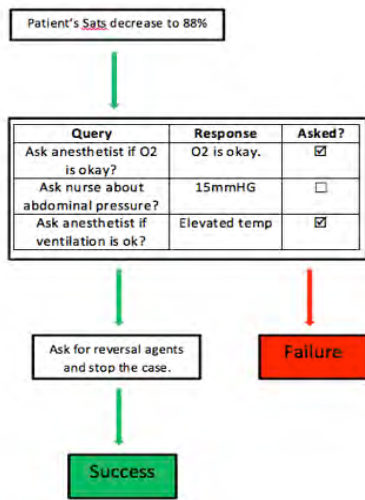 Patient's Sats decrease to 88%
Query Response Asked?
Ask anesthetist if O2 O2 is okay. ☑
is okay?
Ask nurse about 15mmHG ☐
abdominal pressure?
Ask anesthetist if Elevated temp ☑
ventilation is ok?
Ask for reversal agents
and stop the case.
Failure
Success